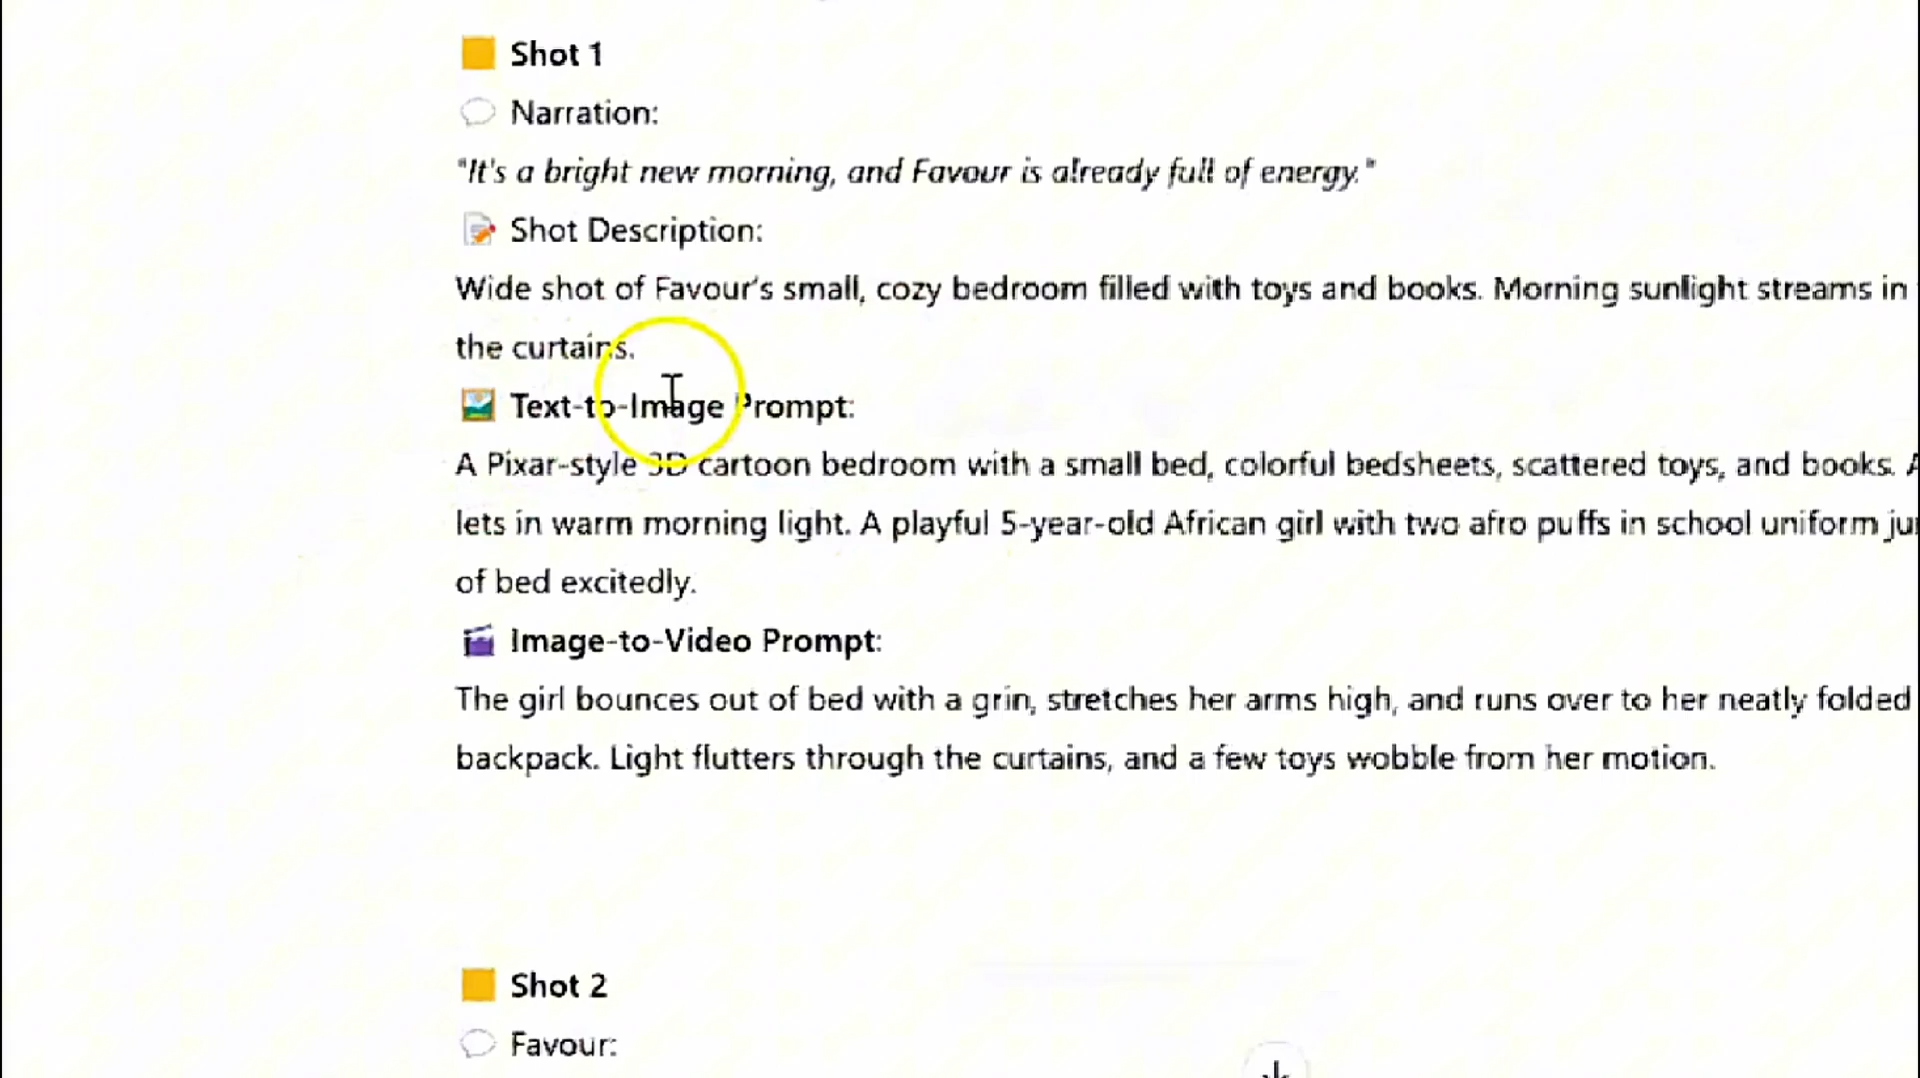 Shot 1
Narration:
"It's a bright new morning, and Favour is already full of energy."
Shot Description:
Wide shot of Favour's small, cozy bedroom filled with toys and books. Morning sunlight streams in
the curtains.
Text-to-Image Prompt:
A Pixar-style 3D cartoon bedroom with a small bed, colorful bedsheets, scattered toys, and books.
lets in warm morning light. A playful 5-year-old African girl with two afro puffs in school uniform
of bed excitedly.
Image-to-Video Prompt:
The girl bounces out of bed with a grin, stretches her arms high, and runs over to her neatly folded
backpack. Light flutters through the curtains, and a few toys wobble from her motion.
Shot 2
Favour: